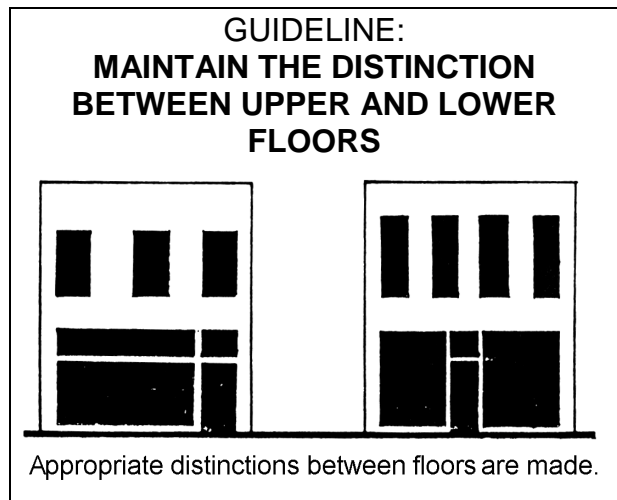 GUIDELINE:
MAINTAIN THE DISTINCTION
BETWEEN UPPER AND LOWER
FLOORS
Appropriate distinctions between floors are made.